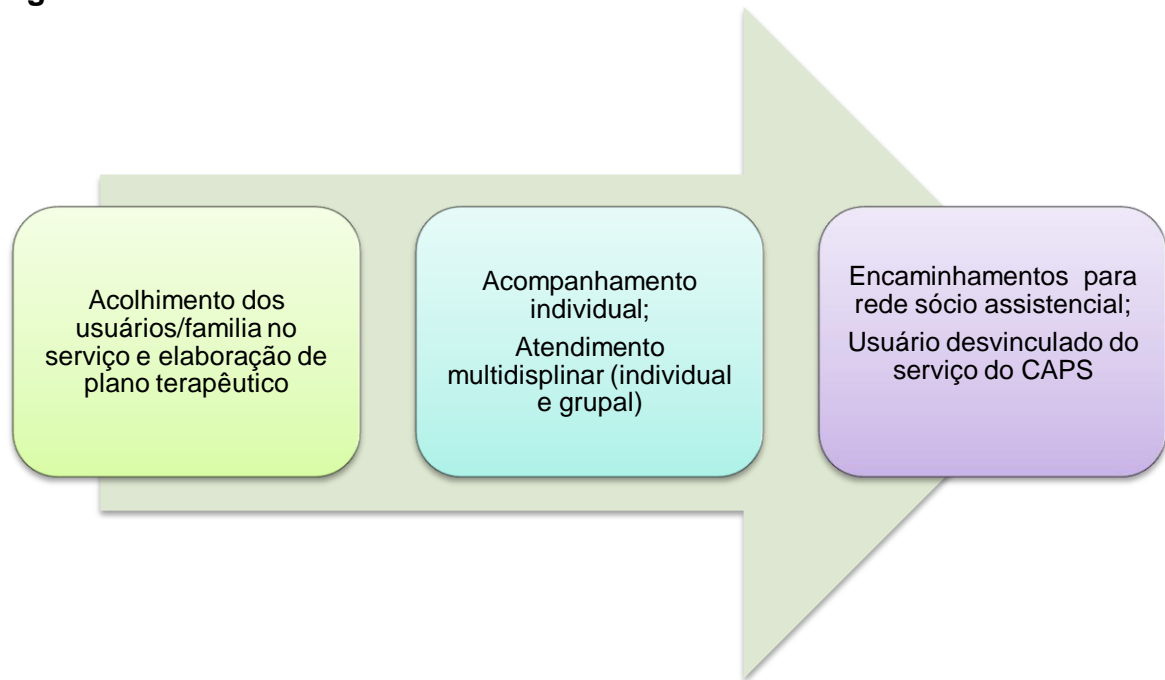 Acolhimento dos
usuários/familia no
serviço e elaboração de
plano terapêutico
Acompanhamento
individual;
Atendimento
multidisplinar (individual
e grupal)
Encaminhamentos para
rede sócio assistencial;
Usuário desvinculado do
serviço do CAPS